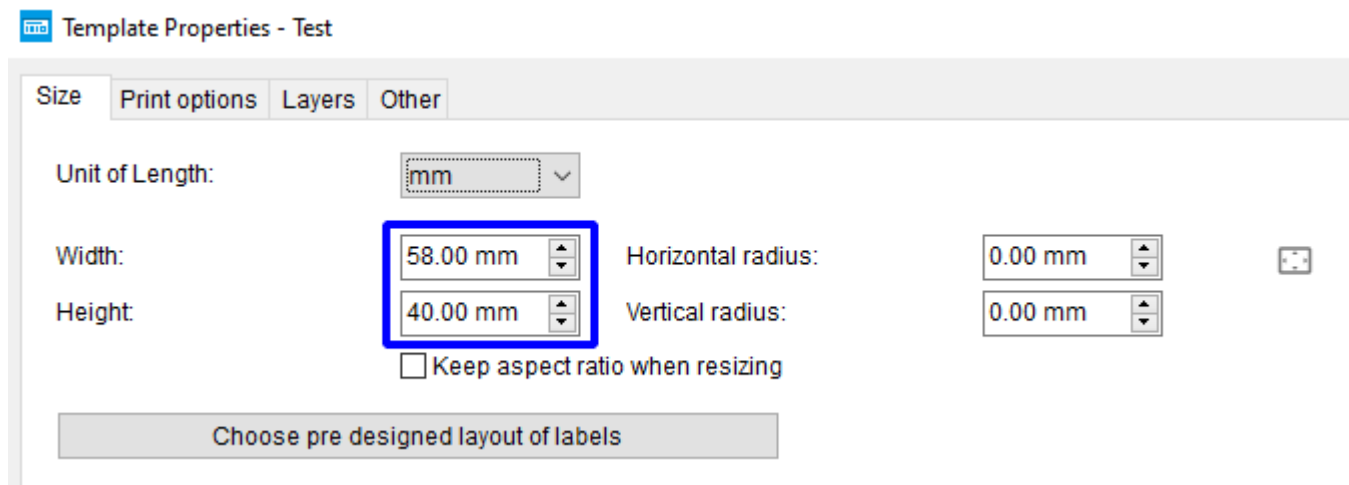 Template Properties - Test
Size Print options Layers Other
Unit of Length: mm
Width: 58.00 mm Horizontal radius: 0.00 mm
Height: 40.00 mm Vertical radius: 0.00 mm
Keep aspect ratio when resizing
Choose pre designed layout of labels